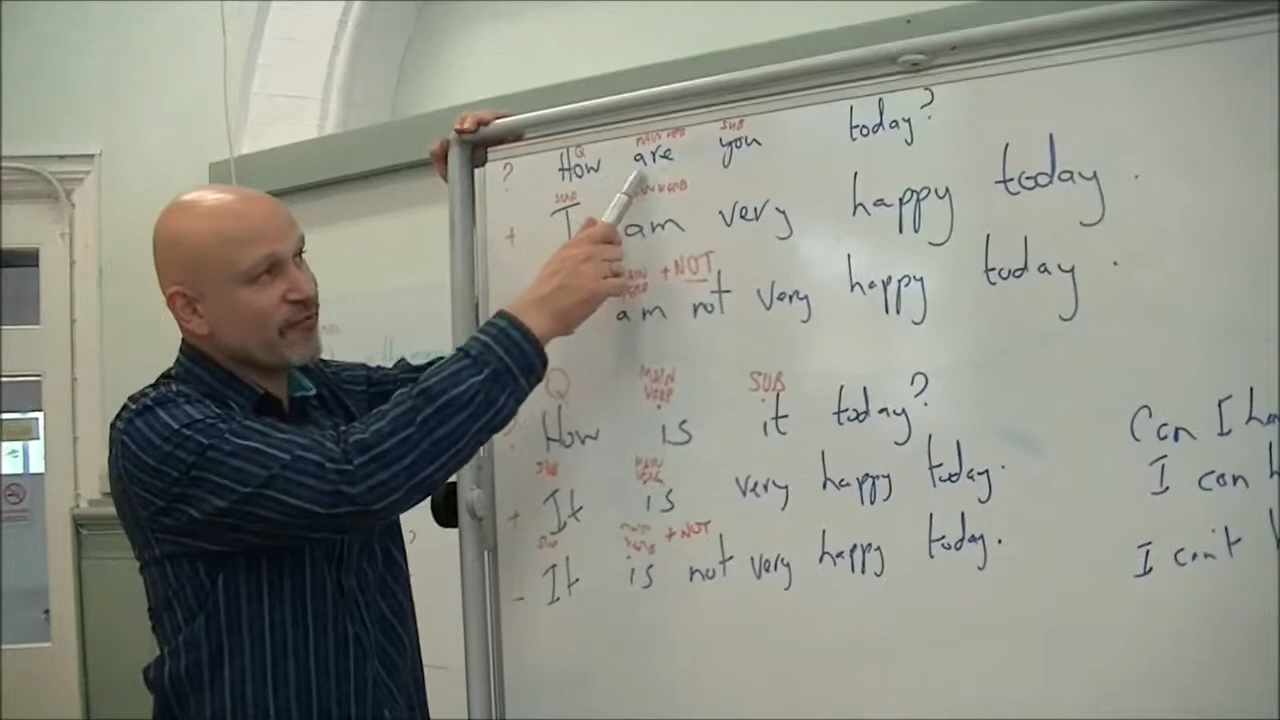 Q MAIN VERB SUB
? How are you today?
SUB VERB
+ I am very happy today.
MAIN VERB + NOT
am not very happy today.
Q MAIN VERB SUB
? How is it today?
SUB MAIN VERB
+ It is very happy today.
SUB MAIN VERB + NOT
- It is not very happy today.
Can I ha
I can h
I can't